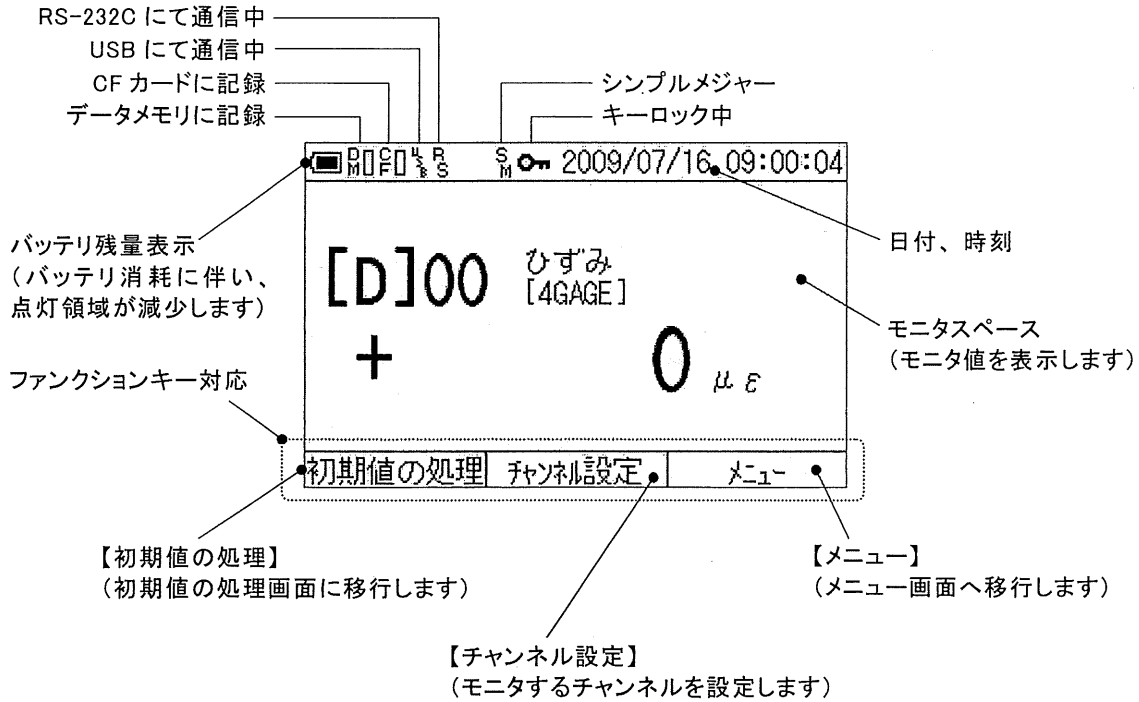 RS-232C にて通信中
USB にて通信中
CF カードに記録
データメモリに記録
シンプルメジャー
キーロック中
DM CF USB RS SM 2009/07/16 09:00:04
バッテリ残量表示
(バッテリ消耗に伴い、
点灯領域が減少します)
日付、時刻
[D]00 ひずみ
[4GAGE]
+ 0 με
モニタスペース
(モニタ値を表示します)
ファンクションキー対応
初期値の処理 ﾁｬﾝﾈﾙ設定 ﾒﾆｭｰ
【初期値の処理】
(初期値の処理画面に移行します)
【メニュー】
(メニュー画面へ移行します)
【チャンネル設定】
(モニタするチャンネルを設定します)